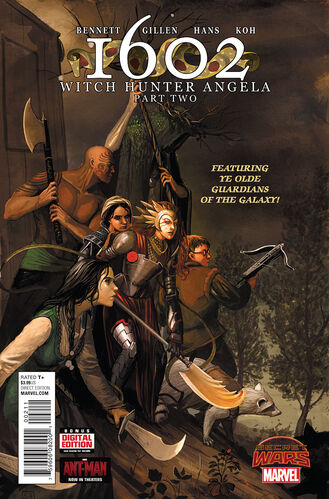 BENNETT GILLEN HANS KOH
1602
WITCH HUNTER ANGELA
PART TWO
FEATURING
YE OLDE
GUARDIANS
OF THE GALAXY!
RATED T+
$3.99 US
DIRECT EDITION
MARVEL.COM
BONUS
DIGITAL
EDITION
ANT-MAN
NOW IN THEATERS
SECRET
WARS
MARVEL